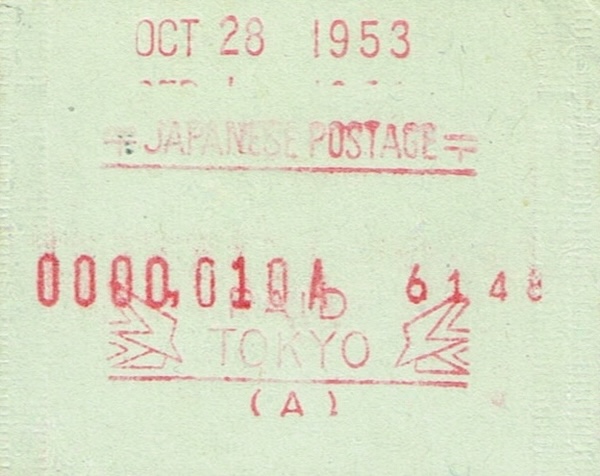 OCT 28 1953
〒 JAPANESE POSTAGE 〒
0000,010A 6148
PAID
TOKYO
(A)